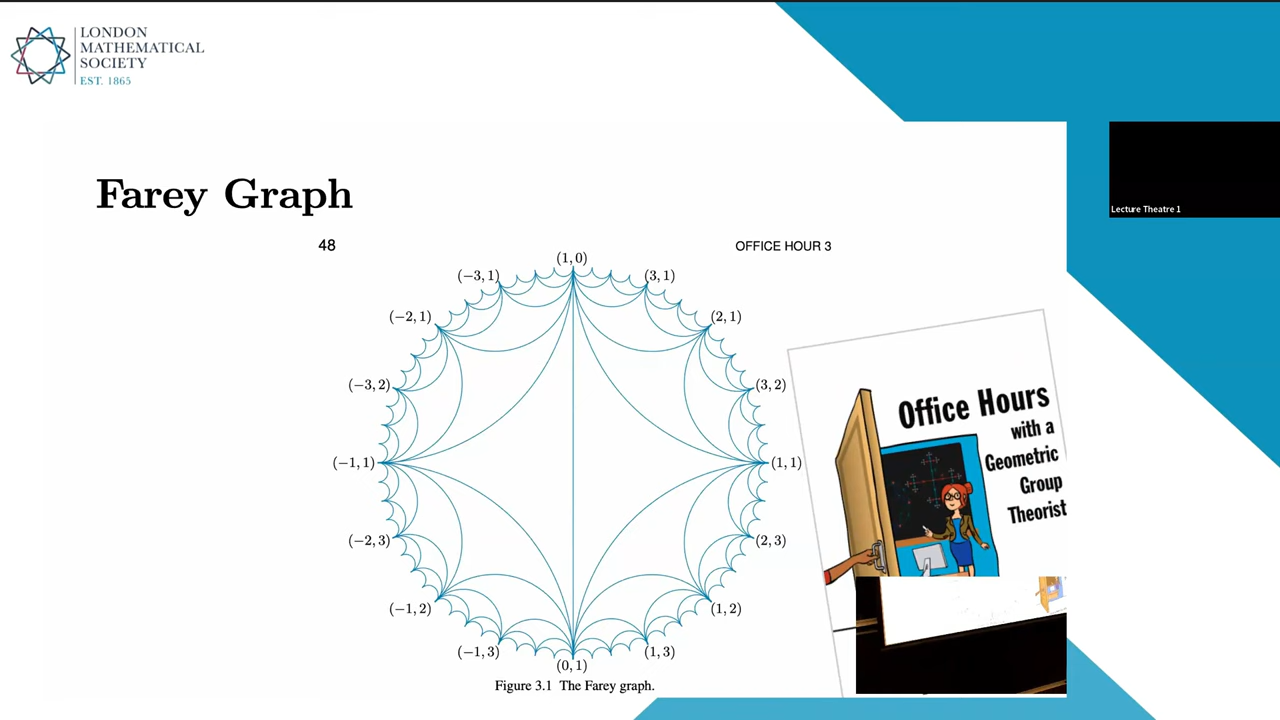 LONDON
MATHEMATICAL
SOCIETY
EST. 1865
Lecture Theatre 1
Farey Graph
48
OFFICE HOUR 3
(1, 0)
(−3, 1)
(3, 1)
(−2, 1)
(2, 1)
(−3, 2)
(3, 2)
(−1, 1)
(1, 1)
(−2, 3)
(2, 3)
(−1, 2)
(1, 2)
(−1, 3)
(1, 3)
(0, 1)
Figure 3.1 The Farey graph.
Office Hours
with a
Geometric
Group
Theorist